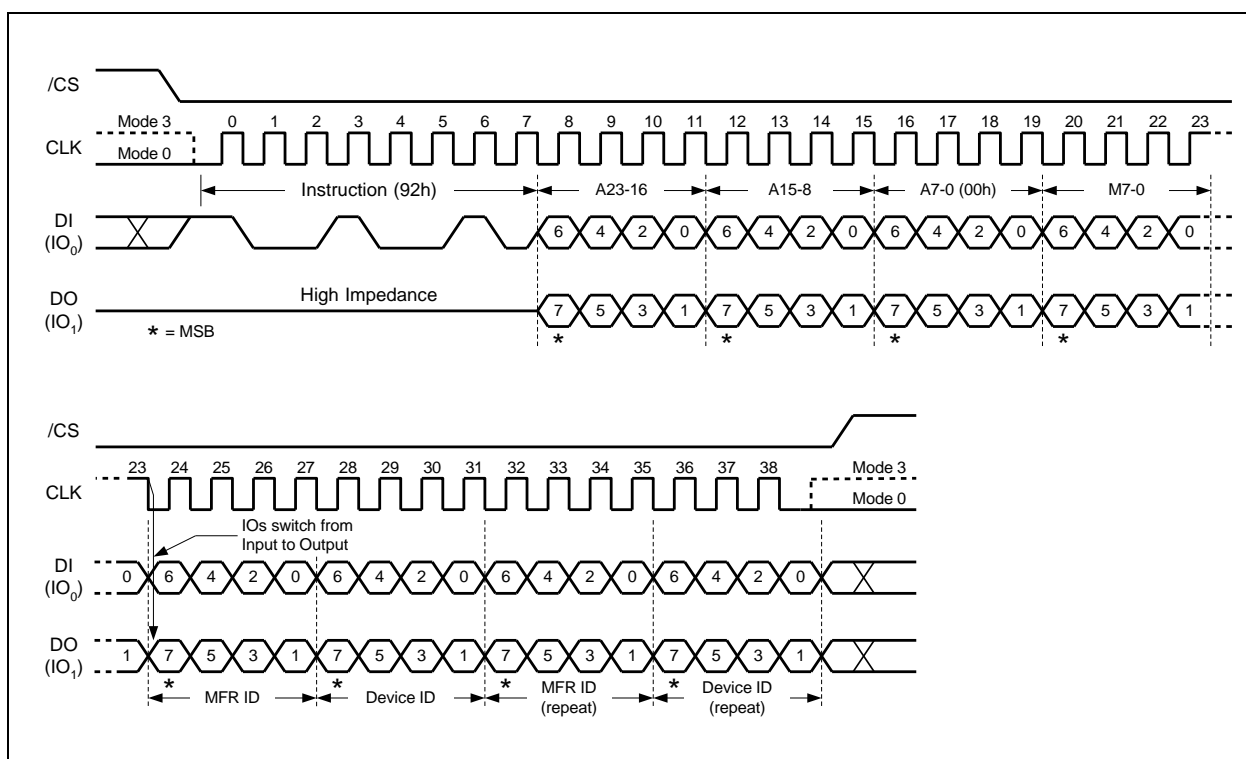 /CS
Mode 3
0 1 2 3 4 5 6 7 8 9 10 11 12 13 14 15 16 17 18 19 20 21 22 23
CLK
Mode 0
Instruction (92h) A23-16 A15-8 A7-0 (00h) M7-0
DI
(IO0)
6 4 2 0 6 4 2 0 6 4 2 0 6 4 2 0
High Impedance
DO
(IO1)
7 5 3 1 7 5 3 1 7 5 3 1 7 5 3 1
* = MSB
* * * *
/CS
23 24 25 26 27 28 29 30 31 32 33 34 35 36 37 38
Mode 3
CLK
Mode 0
IOs switch from
Input to Output
DI
(IO0)
0 6 4 2 0 6 4 2 0 6 4 2 0 6 4 2 0
DO
(IO1)
1 7 5 3 1 7 5 3 1 7 5 3 1 7 5 3 1
* * * *
MFR ID Device ID MFR ID
(repeat)
Device ID
(repeat)